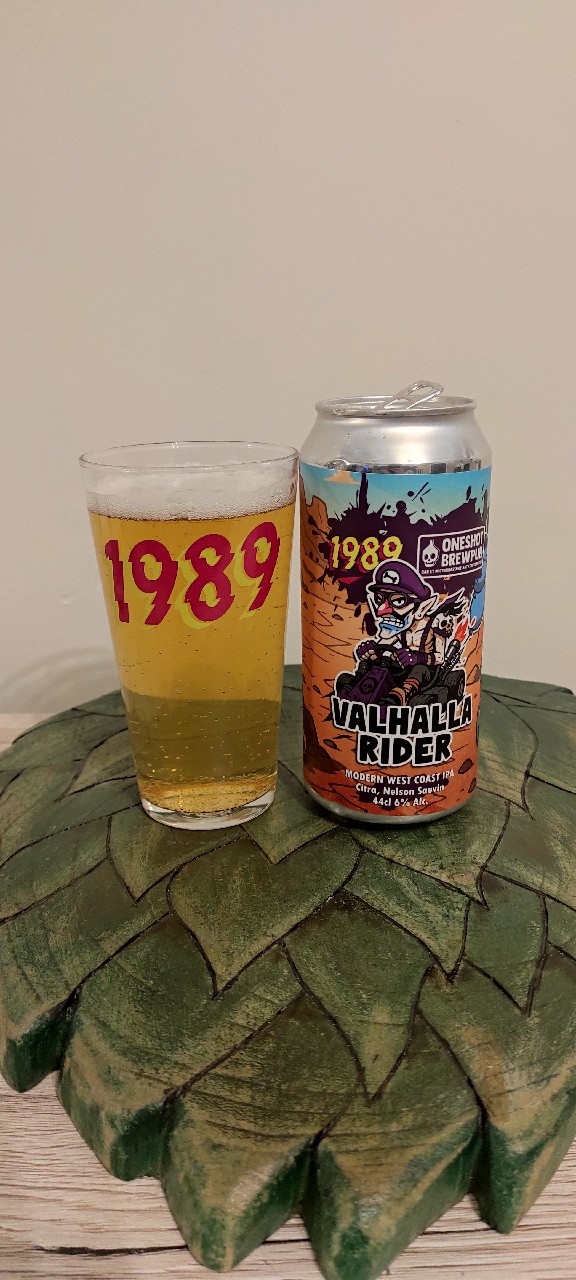 1989
1989
ONESHOT
BREWPUB
VALHALLA
RIDER
MODERN WEST COAST IPA
Citra, Nelson Sauvin
44cl 6% Alc.